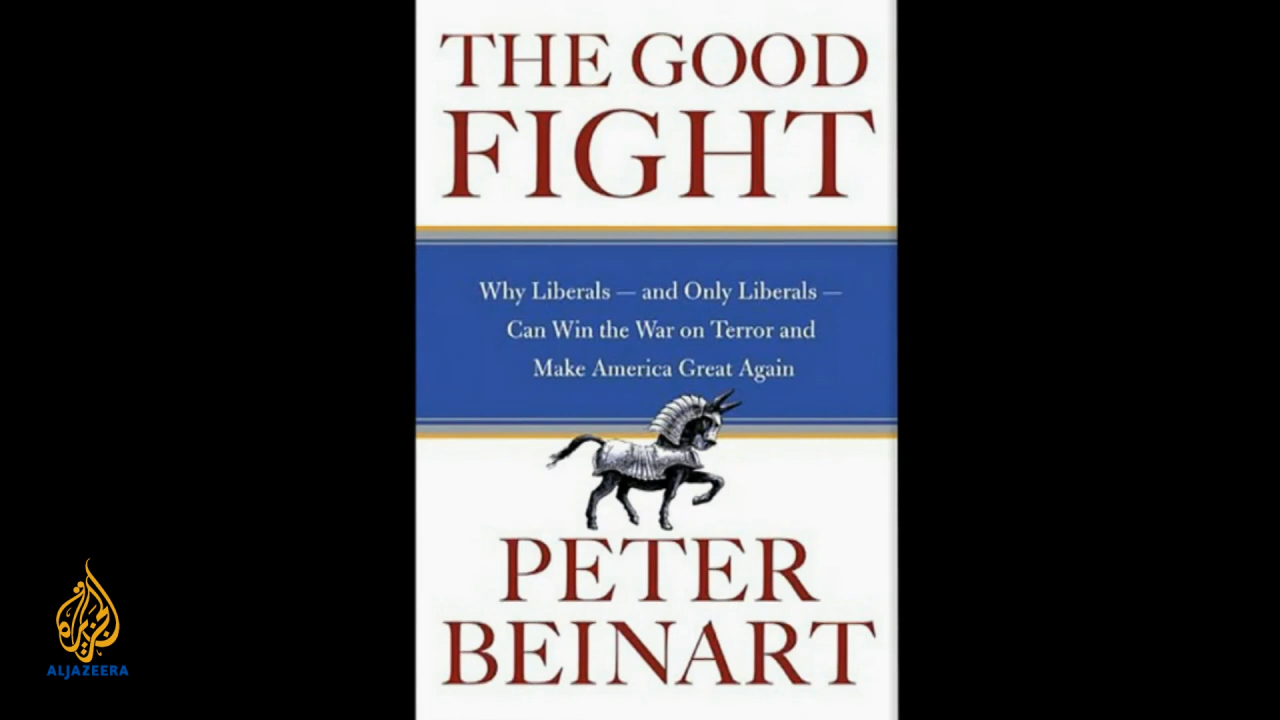 THE GOOD
FIGHT
Why Liberals — and Only Liberals —
Can Win the War on Terror and
Make America Great Again
PETER
BEINART
الجزيرة
ALJAZEERA